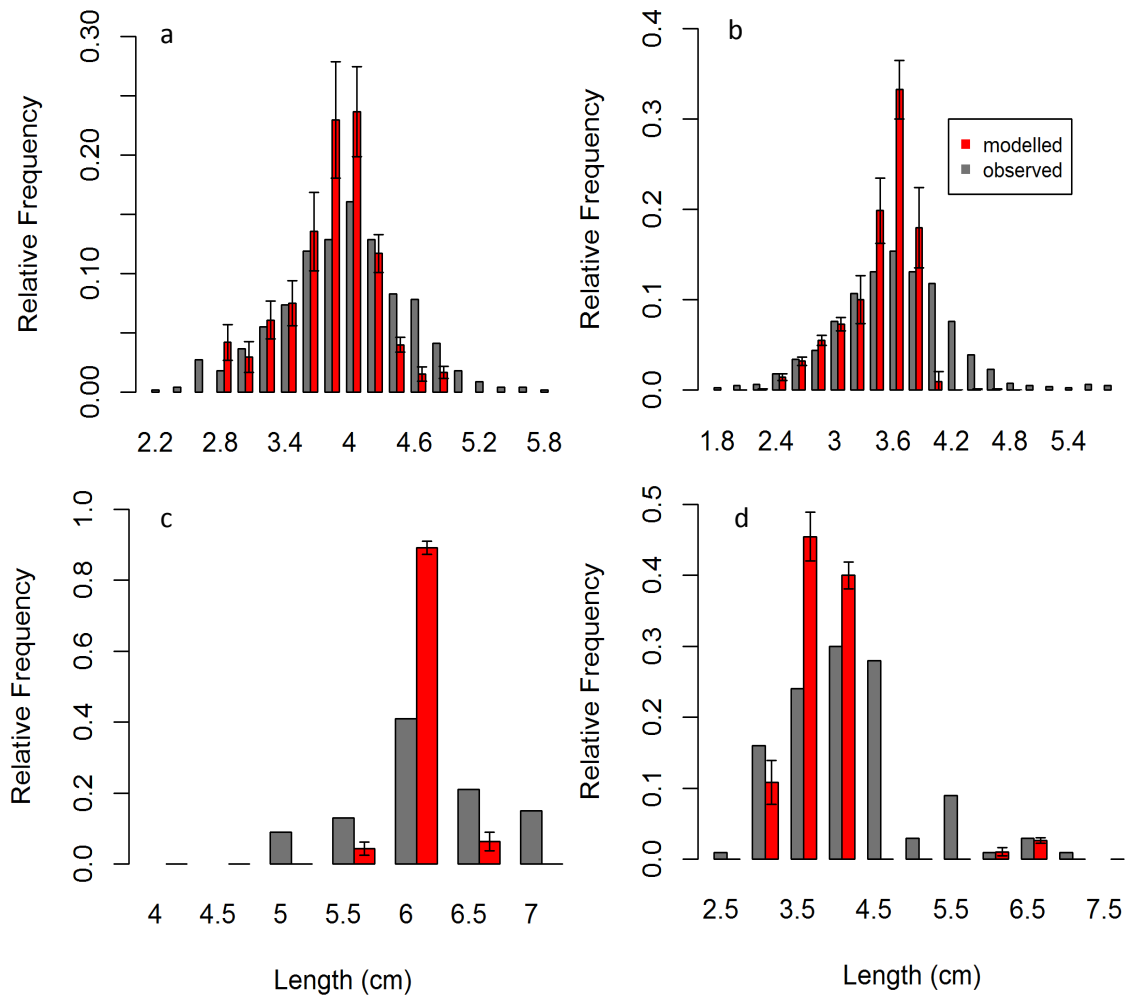 a
Relative Frequency
0.30
0.20
0.10
0.00
2.2 2.8 3.4 4 4.6 5.2 5.8
b
Relative Frequency
0.4
0.3
0.2
0.1
0.0
modelled
observed
1.8 2.4 3 3.6 4.2 4.8 5.4
c
Relative Frequency
1.0
0.8
0.6
0.4
0.2
0.0
4 4.5 5 5.5 6 6.5 7
Length (cm)
d
Relative Frequency
0.5
0.4
0.3
0.2
0.1
0.0
2.5 3.5 4.5 5.5 6.5 7.5
Length (cm)